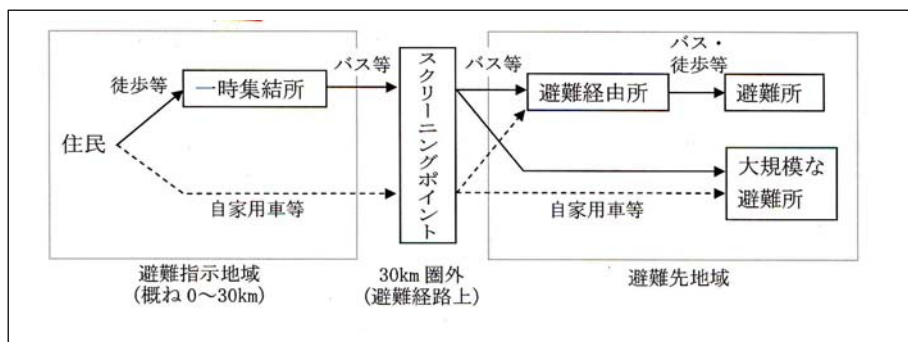 徒歩等
一時集結所
バス等
住民
自家用車等
スクリーニングポイント
バス等
避難経由所
バス・
徒歩等
避難所
大規模な
避難所
自家用車等
避難指示地域
(概ね0～30km)
30km圏外
(避難経路上)
避難先地域